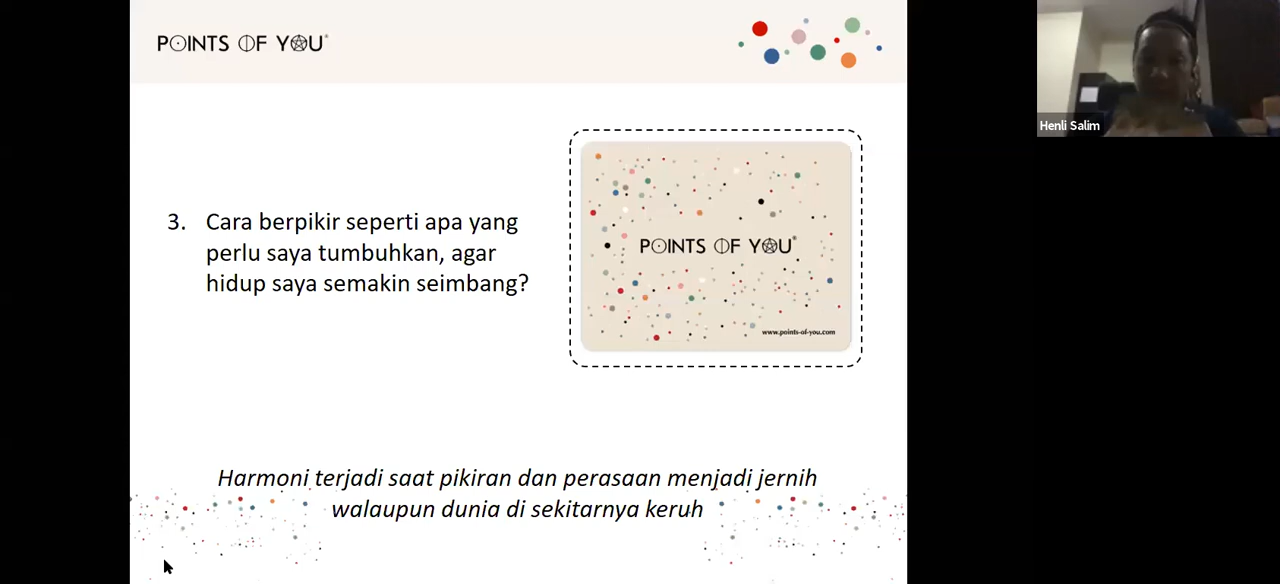 POINTS OF YOU®
Henli Salim
3. Cara berpikir seperti apa yang
perlu saya tumbuhkan, agar
hidup saya semakin seimbang?
POINTS OF YOU®
www.points-of-you.com
Harmoni terjadi saat pikiran dan perasaan menjadi jernih
walaupun dunia di sekitarnya keruh